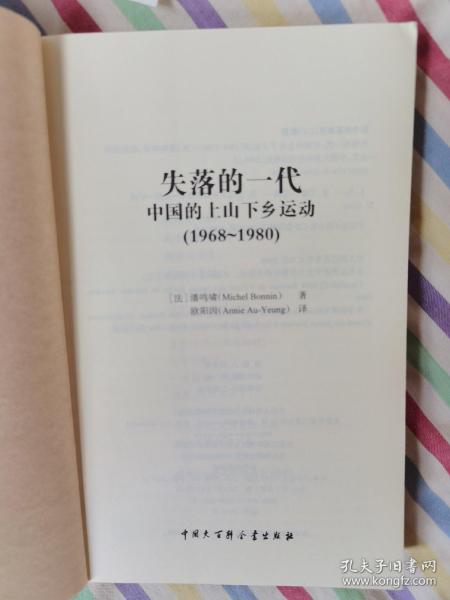 失落的一代
中国的上山下乡运动
(1968~1980)
[法]潘鸣啸(Michel Bonnin) 著
欧阳因(Annie Au-Yeung) 译
中国大百科全书出版社
孔夫子旧书网
www.kongfz.com